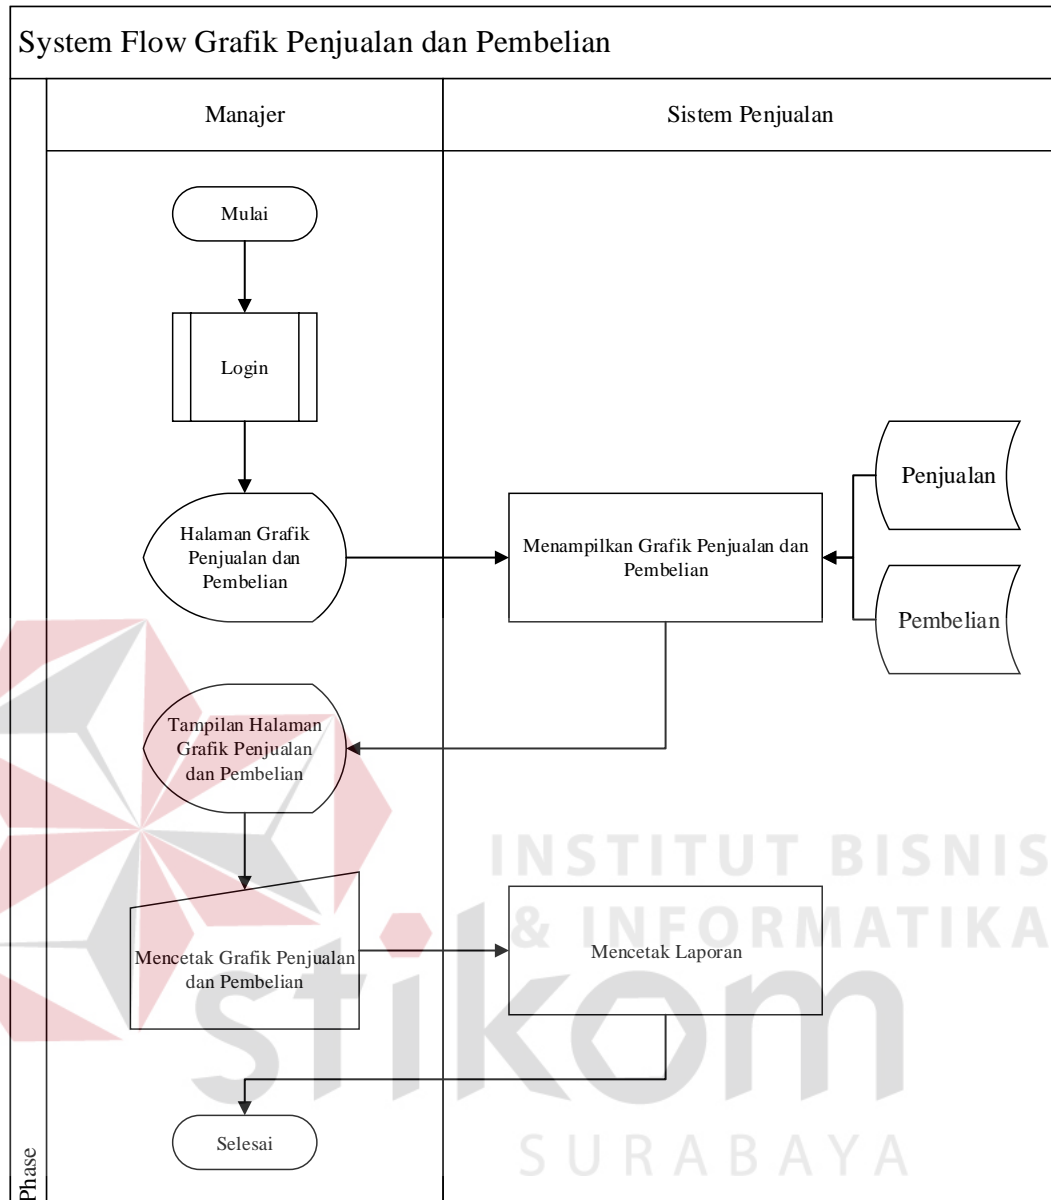 System Flow Grafik Penjualan dan Pembelian
Manajer
Sistem Penjualan
Mulai
Login
Halaman Grafik
Penjualan dan
Pembelian
Menampilkan Grafik Penjualan dan
Pembelian
Penjualan
Pembelian
Tampilan Halaman
Grafik Penjualan
dan Pembelian
Mencetak Grafik Penjualan
dan Pembelian
Mencetak Laporan
Selesai
Phase
INSTITUT BISNIS
& INFORMATIKA
stikom
SURABAYA